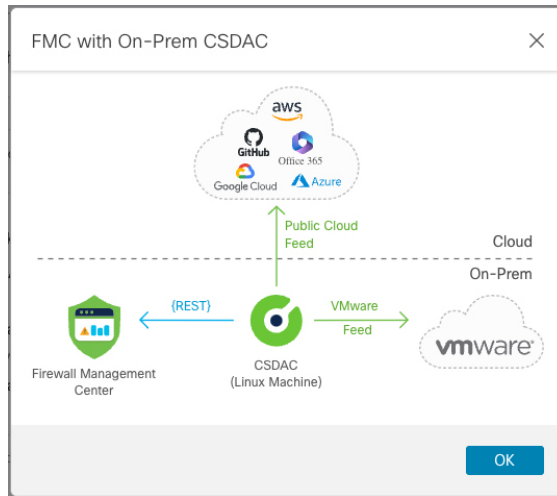 FMC with On-Prem CSDAC
aws
GitHub
Office 365
Google Cloud
Azure
Public Cloud
Feed
Cloud
On-Prem
{REST}
VMware
Feed
vmware®
Firewall Management
Center
CSDAC
(Linux Machine)
OK